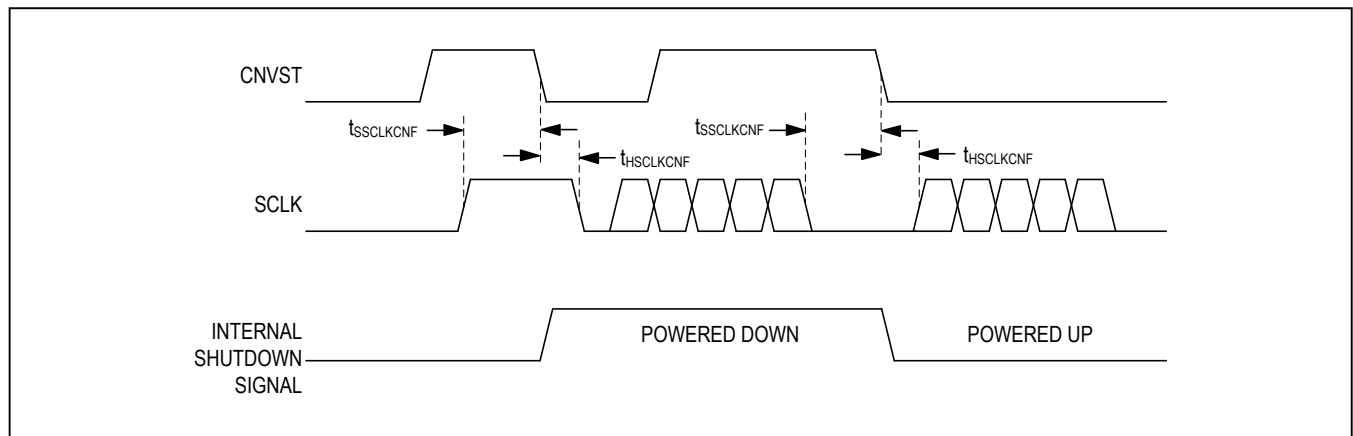 CNVST
tSSCLKCNF
tSSCLKCNF
tHSCLKCNF
tHSCLKCNF
SCLK
INTERNAL
SHUTDOWN
SIGNAL
POWERED DOWN
POWERED UP